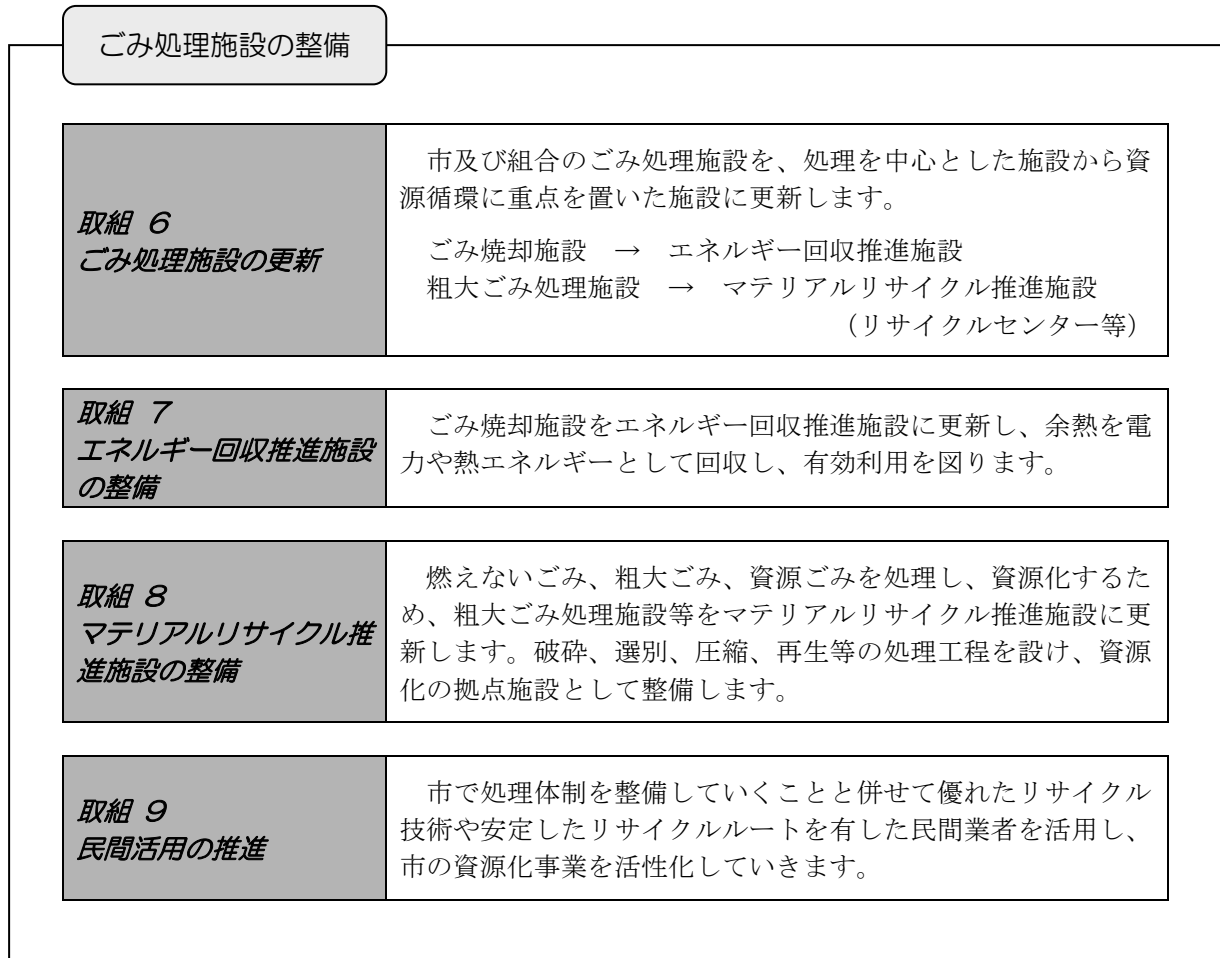 ごみ処理施設の整備
取組 6
ごみ処理施設の更新
市及び組合のごみ処理施設を、処理を中心とした施設から資
源循環に重点を置いた施設に更新します。
ごみ焼却施設 → エネルギー回収推進施設
粗大ごみ処理施設 → マテリアルリサイクル推進施設
(リサイクルセンター等)
取組 7
エネルギー回収推進施設
の整備
ごみ焼却施設をエネルギー回収推進施設に更新し、余熱を電
力や熱エネルギーとして回収し、有効利用を図ります。
取組 8
マテリアルリサイクル推
進施設の整備
燃えないごみ、粗大ごみ、資源ごみを処理し、資源化するた
め、粗大ごみ処理施設等をマテリアルリサイクル推進施設に更
新します。破砕、選別、圧縮、再生等の処理工程を設け、資源
化の拠点施設として整備します。
取組 9
民間活用の推進
市で処理体制を整備していくことと併せて優れたリサイクル
技術や安定したリサイクルルートを有した民間業者を活用し、
市の資源化事業を活性化していきます。